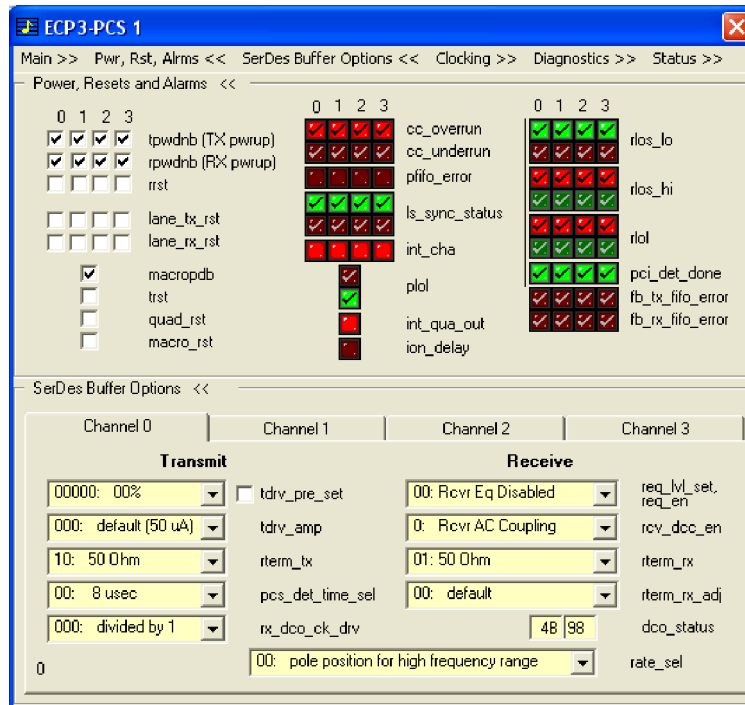 ECP3-PCS 1
Main >> Pwr, Rst, Alrms << SerDes Buffer Options << Clocking >> Diagnostics >> Status >>
Power, Resets and Alarms <<
0 1 2 3
tpwdnb (TX pwrup)
rpwdnb (RX pwrup)
rrst
lane_tx_rst
lane_rx_rst
macropdb
trst
quad_rst
macro_rst
0 1 2 3
cc_overrun
cc_underrun
pfifo_error
ls_sync_status
int_cha
plol
int_qua_out
ion_delay
0 1 2 3
rlos_lo
rlos_hi
rlol
pci_det_done
fb_tx_fifo_error
fb_rx_fifo_error
SerDes Buffer Options <<
Channel 0 Channel 1 Channel 2 Channel 3
Transmit
00000: 00% tdrv_pre_set
000: default (50 uA) tdrv_amp
10: 50 Ohm rterm_tx
00: 8 usec pcs_det_time_sel
000: divided by 1 rx_dco_ck_drv
Receive
00: Rcvr Eq Disabled req_lvl_set,
req_en
0: Rcvr AC Coupling rcv_dcc_en
01: 50 Ohm rterm_rx
00: default rterm_rx_adj
4B 98 dco_status
0 00: pole position for high frequency range rate_sel